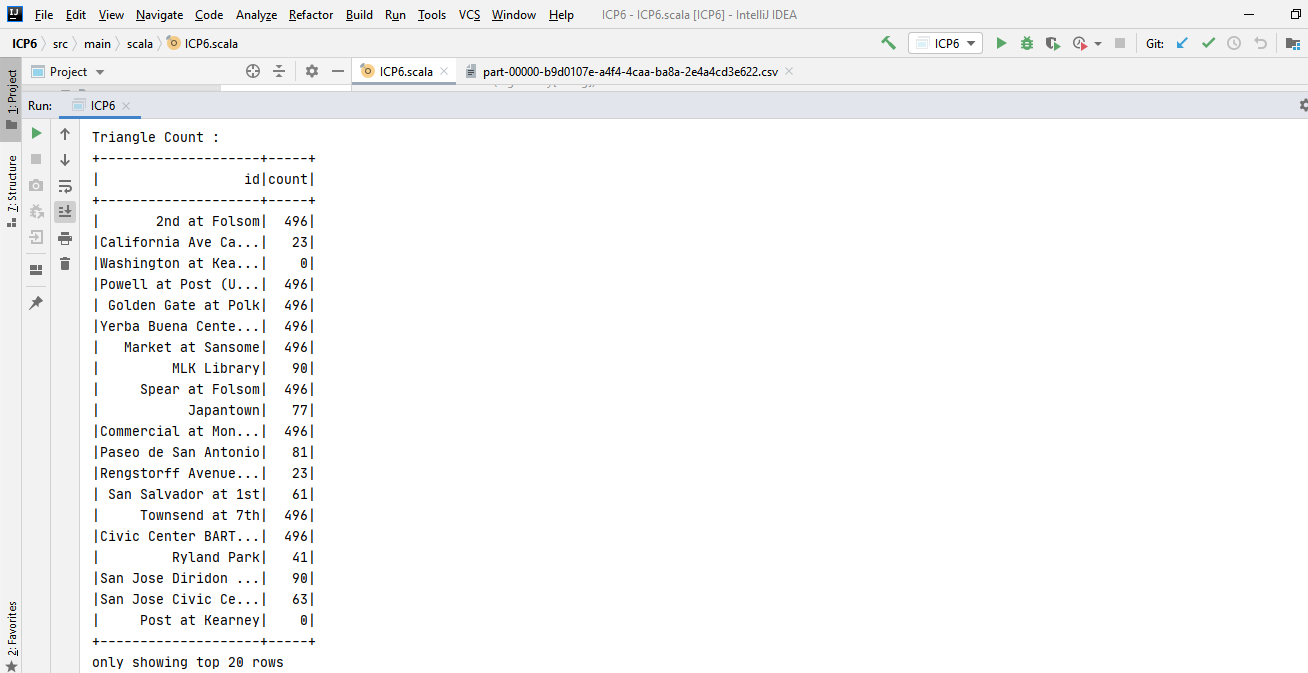 File Edit View Navigate Code Analyze Refactor Build Run Tools VCS Window Help ICP6 - ICP6.scala [ICP6] - IntelliJ IDEA
ICP6 src main scala ICP6.scala ICP6 Git:
Project ICP6.scala part-00000-b9d0107e-a4f4-4caa-ba8a-2e4a4cd3e622.csv
1: Project
7: Structure
2: Favorites
Run: ICP6
Triangle Count :
+--------------------+-----+
|                  id|count|
+--------------------+-----+
|       2nd at Folsom|  496|
|California Ave Ca...|   23|
|Washington at Kea...|    0|
|Powell at Post (U...|  496|
| Golden Gate at Polk|  496|
|Yerba Buena Cente...|  496|
|   Market at Sansome|  496|
|         MLK Library|   90|
|     Spear at Folsom|  496|
|           Japantown|   77|
|Commercial at Mon...|  496|
|Paseo de San Antonio|   81|
|Rengstorff Avenue...|   23|
| San Salvador at 1st|   61|
|     Townsend at 7th|  496|
|Civic Center BART...|  496|
|         Ryland Park|   41|
|San Jose Diridon ...|   90|
|San Jose Civic Ce...|   63|
|     Post at Kearney|    0|
+--------------------+-----+
only showing top 20 rows